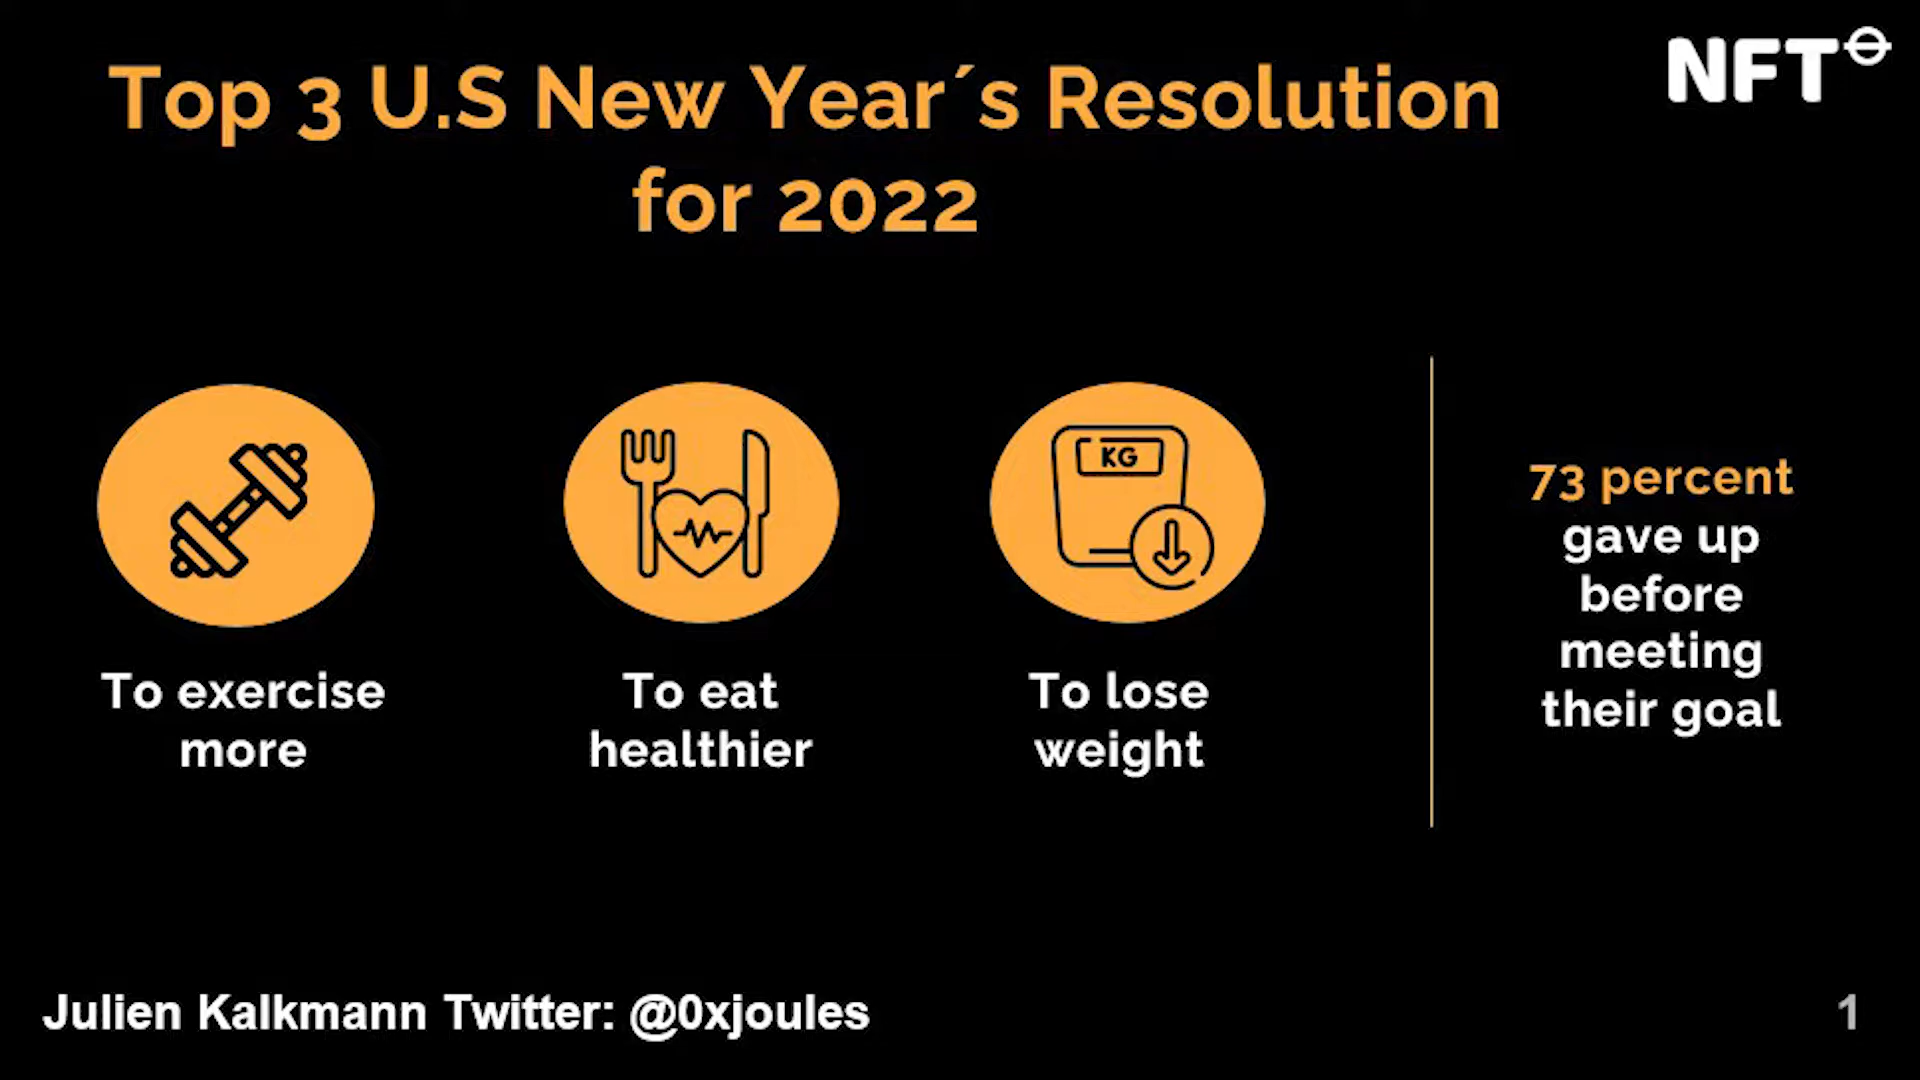 Top 3 U.S New Year´s Resolution
for 2022
NFT
KG
To exercise
more
To eat
healthier
To lose
weight
73 percent
gave up
before
meeting
their goal
Julien Kalkmann Twitter: @0xjoules
1